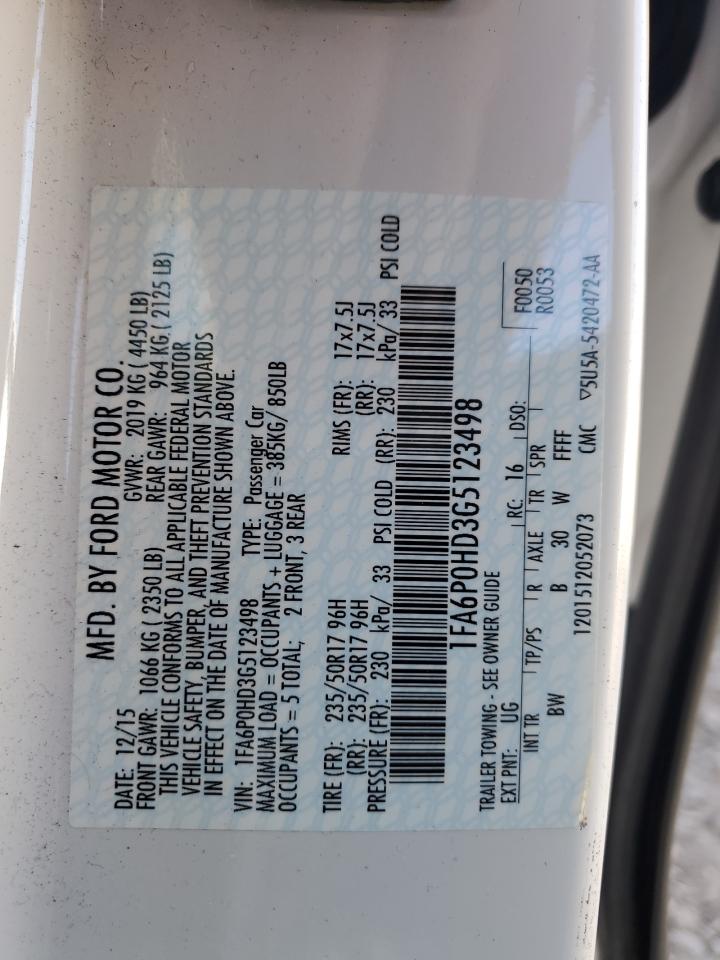 MFD. BY FORD MOTOR CO.
DATE: 12/15 GVWR: 2019 KG ( 4450 LB)
FRONT GAWR: 1066 KG ( 2350 LB) REAR GAWR: 964 KG ( 2125 LB)
THIS VEHICLE CONFORMS TO ALL APPLICABLE FEDERAL MOTOR
VEHICLE SAFETY, BUMPER, AND THEFT PREVENTION STANDARDS
IN EFFECT ON THE DATE OF MANUFACTURE SHOWN ABOVE.
VIN: 1FA6P0HD3G5123498 TYPE: Passenger Car
MAXIMUM LOAD = OCCUPANTS + LUGGAGE = 385KG/ 850LB
OCCUPANTS = 5 TOTAL; 2 FRONT, 3 REAR
TIRE (FR): 235/50R17 96H RIMS (FR): 17x7.5J
(RR): 235/50R17 96H (RR): 17x7.5J
PRESSURE (FR): 230 kPa/ 33 PSI COLD (RR): 230 kPa/ 33 PSI COLD
1FA6P0HD3G5123498
TRAILER TOWING - SEE OWNER GUIDE
EXT PNT: UG RC: 16 DSO: F0050
R0053
INT TR TP/PS R AXLE TR SPR
BW B 30 W FFFF
1201512052073 CMC ▽5U5A-5420472-AA